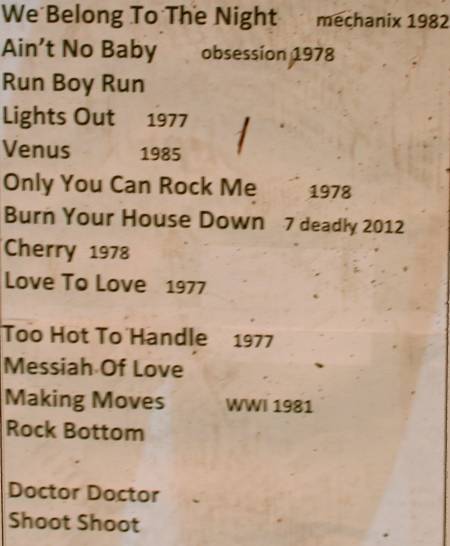 We Belong To The Night mechanix 1982
Ain't No Baby obsession 1978
Run Boy Run
Lights Out 1977
Venus 1985
Only You Can Rock Me 1978
Burn Your House Down 7 deadly 2012
Cherry 1978
Love To Love 1977
Too Hot To Handle 1977
Messiah Of Love
Making Moves WWI 1981
Rock Bottom
Doctor Doctor
Shoot Shoot